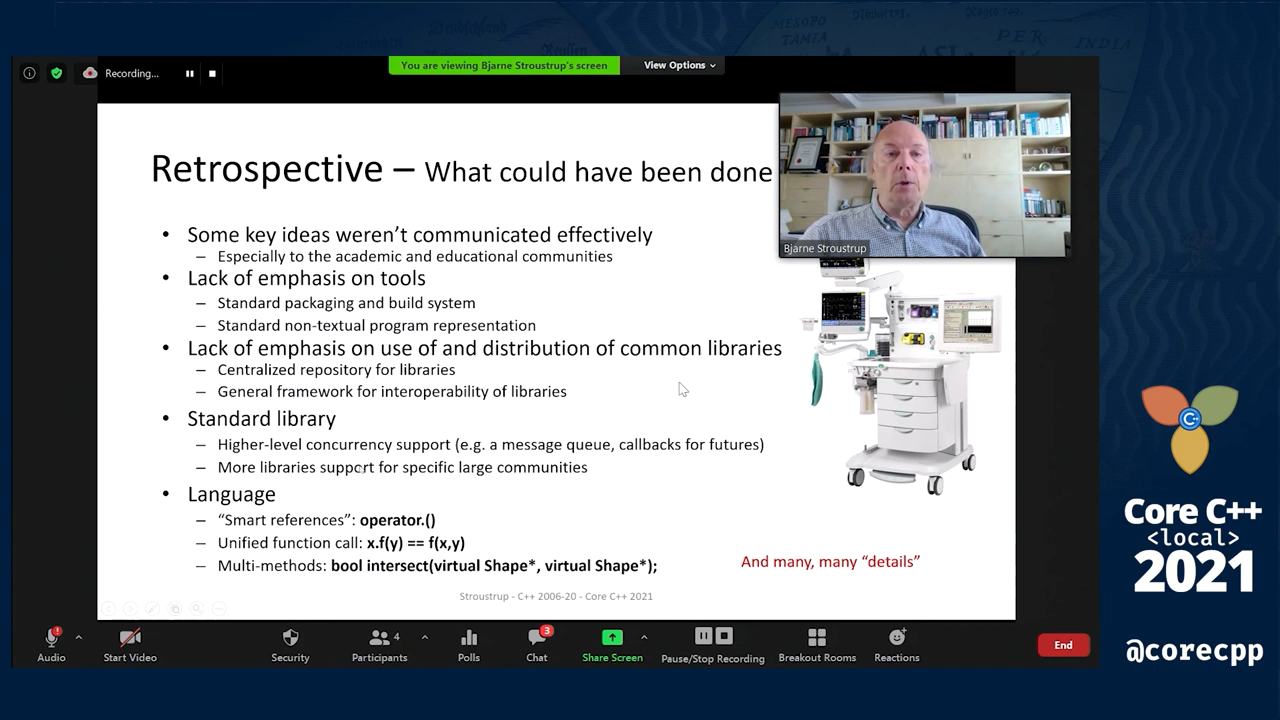 MESOPO
TAMIA
PER
INDIA
Recording...
You are viewing Bjarne Stroustrup's screen
View Options
Retrospective – What could have been done
• Some key ideas weren't communicated effectively
– Especially to the academic and educational communities
• Lack of emphasis on tools
– Standard packaging and build system
– Standard non-textual program representation
• Lack of emphasis on use of and distribution of common libraries
– Centralized repository for libraries
– General framework for interoperability of libraries
• Standard library
– Higher-level concurrency support (e.g. a message queue, callbacks for futures)
– More libraries support for specific large communities
• Language
– "Smart references": operator.()
– Unified function call: x.f(y) == f(x,y)
– Multi-methods: bool intersect(virtual Shape*, virtual Shape*);
And many, many "details"
Stroustrup - C++ 2006-20 - Core C++ 2021
Bjarne Stroustrup
Audio
Start Video
Security
4
Participants
Polls
3
Chat
Share Screen
Pause/Stop Recording
Breakout Rooms
Reactions
End
C++
Core C++
<local>
2021
@corecpp